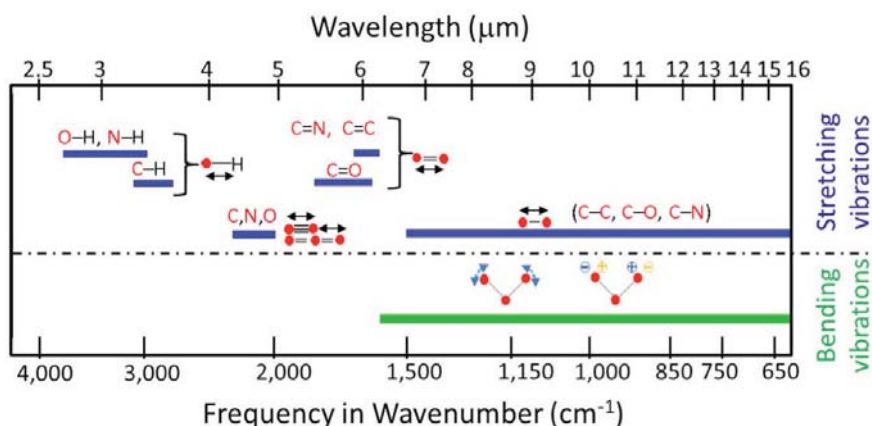 Wavelength (μm)
2.5 3 4 5 6 7 8 9 10 11 12 13 14 15 16
O–H, N–H
C–H
H
C=N, C=C
C=O
C,N,O
(C–C, C–O, C–N)
Stretching
vibrations
Bending
vibrations
4,000 3,000 2,000 1,500 1,150 1,000 850 750 650
Frequency in Wavenumber (cm⁻¹)